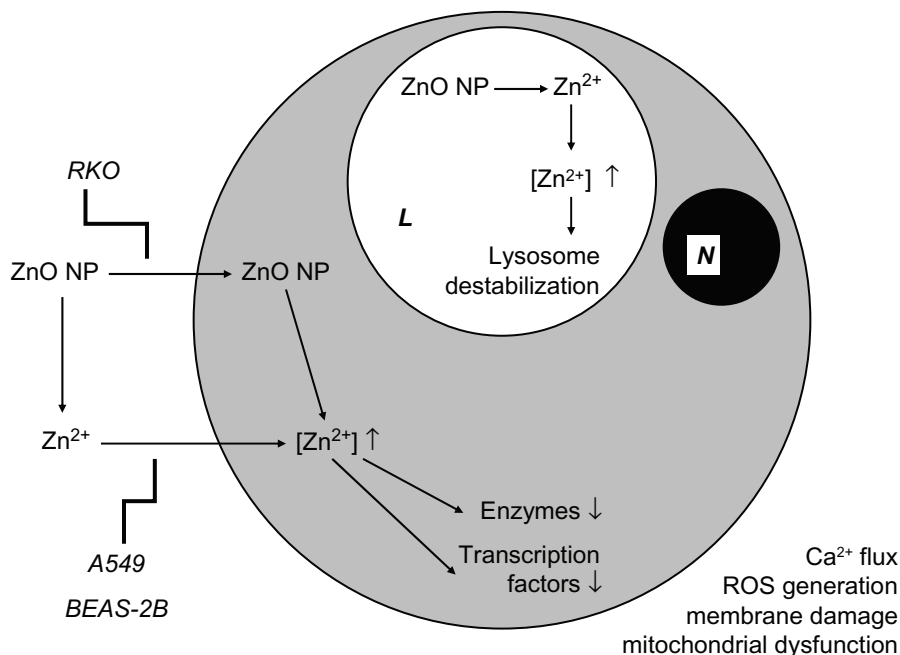 ZnO NP → Zn²⁺
[Zn²⁺] ↑
L
Lysosome
destabilization
N
RKO
ZnO NP
ZnO NP
Zn²⁺
[Zn²⁺] ↑
A549
BEAS-2B
Enzymes ↓
Transcription
factors ↓
Ca²⁺ flux
ROS generation
membrane damage
mitochondrial dysfunction